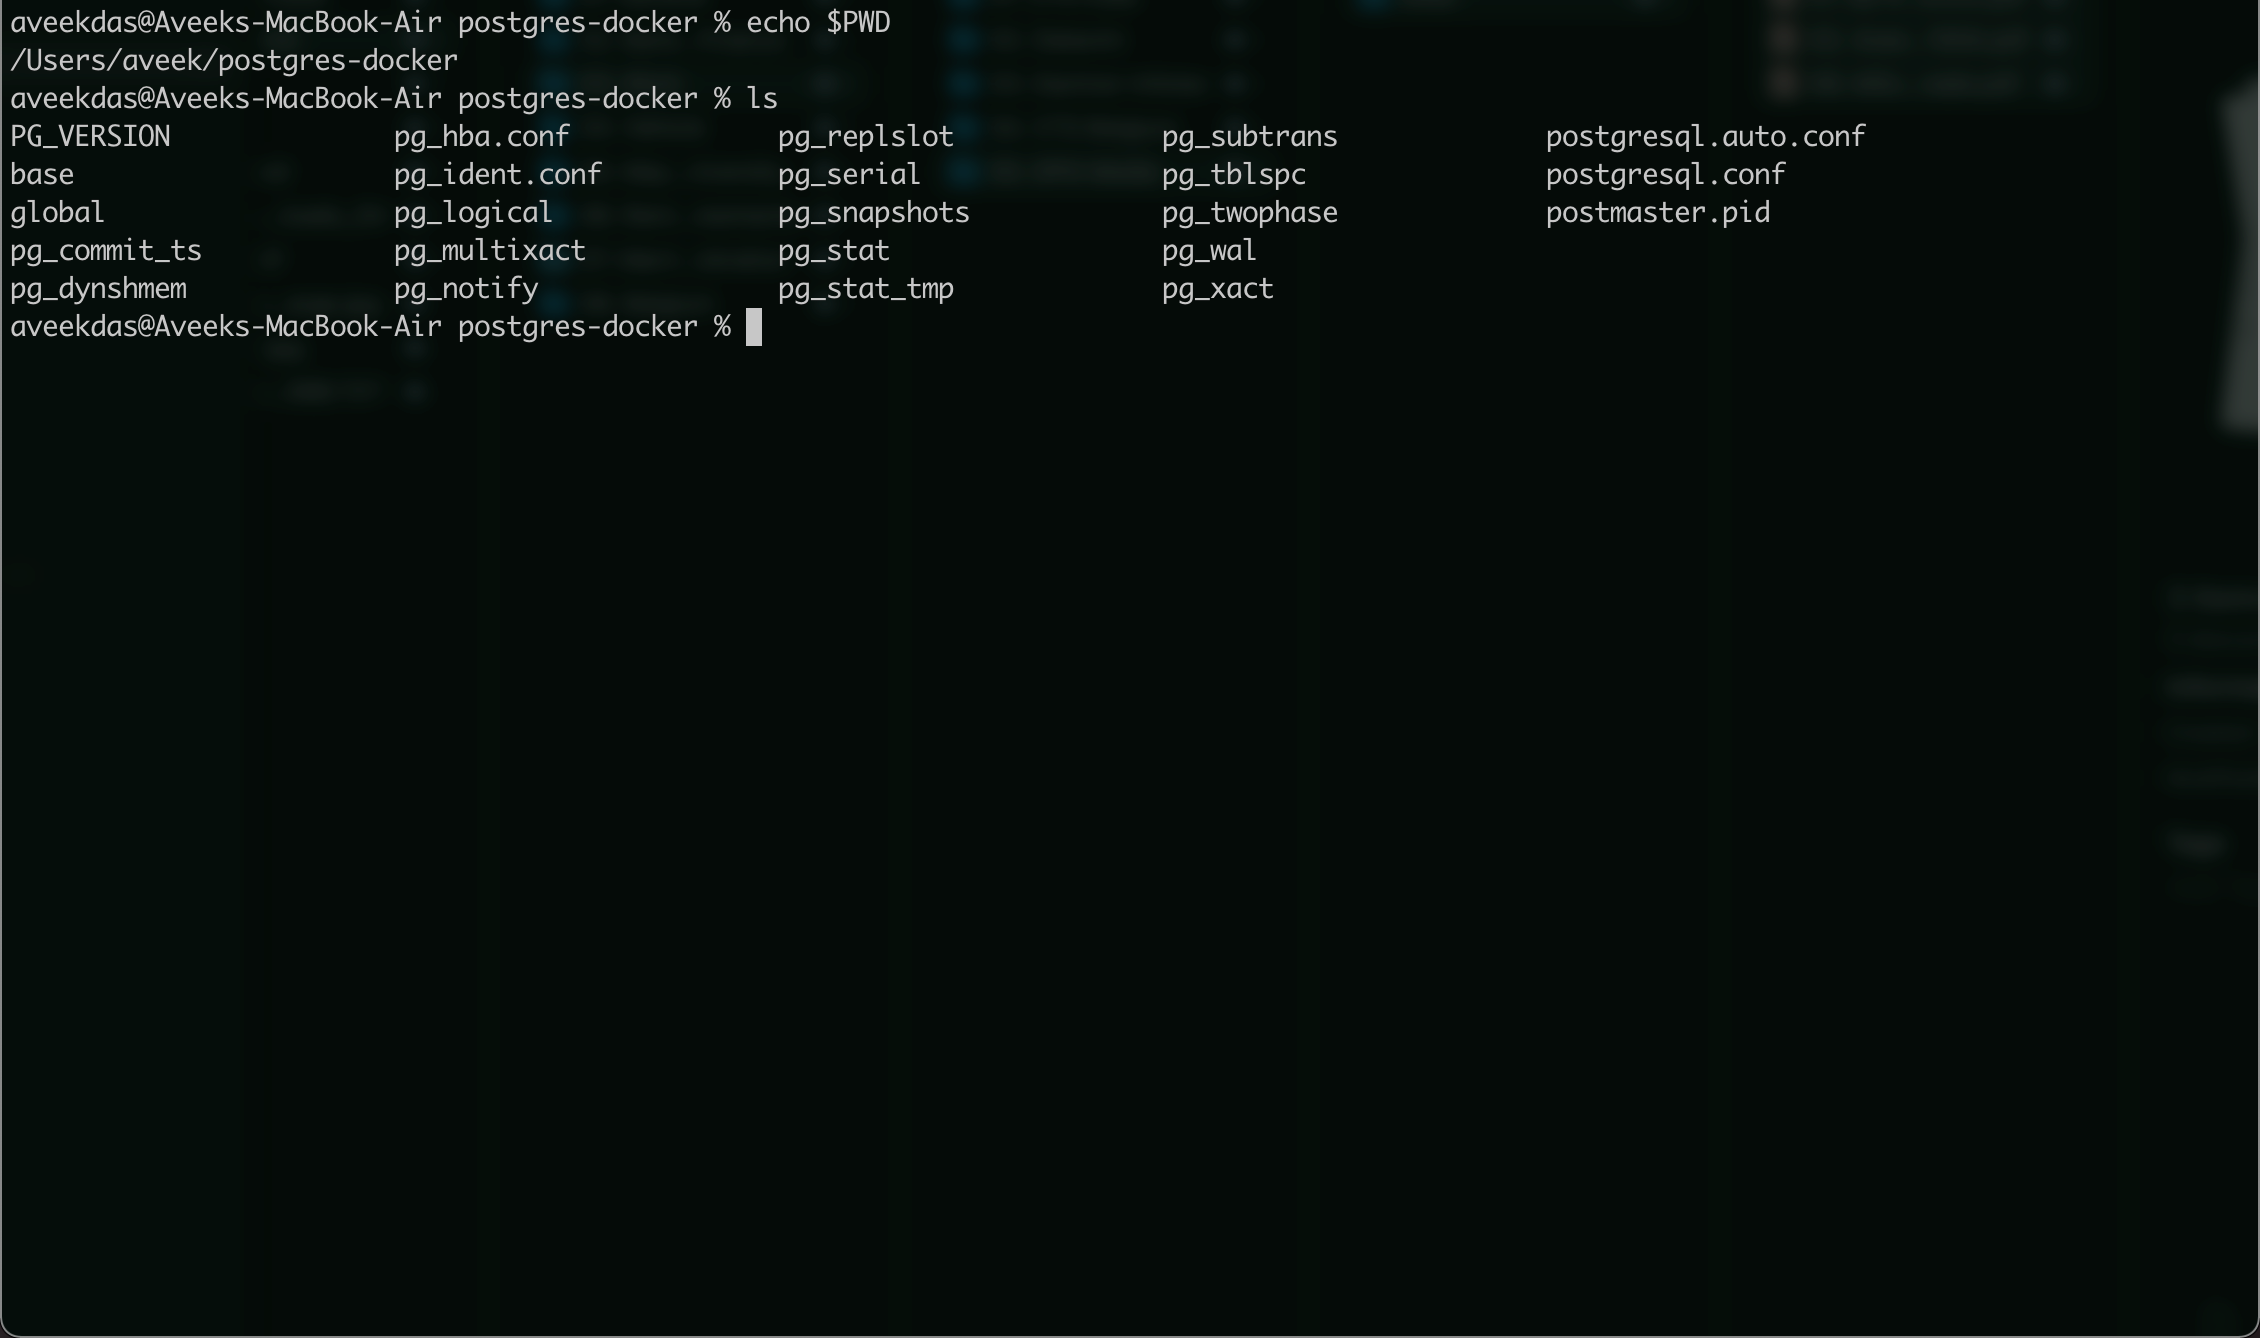 aveekdas@Aveeks-MacBook-Air postgres-docker % echo $PWD
/Users/aveek/postgres-docker
aveekdas@Aveeks-MacBook-Air postgres-docker % ls
PG_VERSION pg_hba.conf pg_replslot pg_subtrans postgresql.auto.conf
base pg_ident.conf pg_serial pg_tblspc postgresql.conf
global pg_logical pg_snapshots pg_twophase postmaster.pid
pg_commit_ts pg_multixact pg_stat pg_wal
pg_dynshmem pg_notify pg_stat_tmp pg_xact
aveekdas@Aveeks-MacBook-Air postgres-docker %